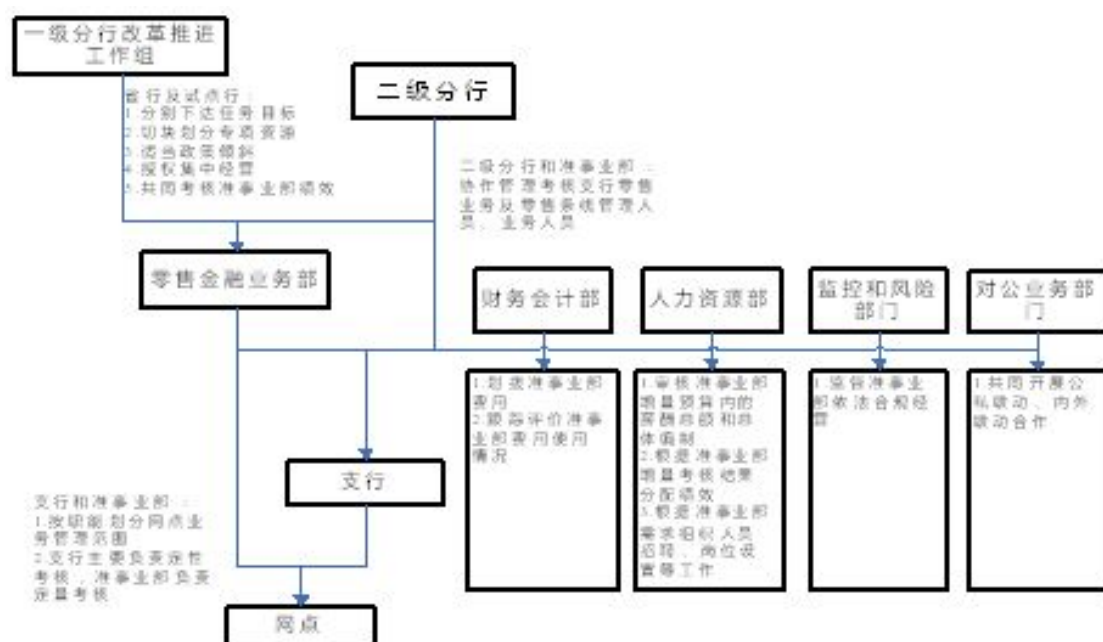 一级分行改革推进
工作组
二级分行
省行及试点行：
1.分别下达任务目标
2.切块划分专项资源
3.适当政策倾斜
4.授权集中经营
5.共同考核准事业部绩效
二级分行和准事业部：
协作管理考核支行零售
业务及零售条线管理人
员、业务人员
零售金融业务部
财务会计部
人力资源部
监控和风险
部门
对公业务部
门
1.划拨准事业部
费用
2.跟踪评价准事
业部费用使用
情况
1.审核准事业部
增量预算内的
薪酬总额和总
体编制
2.根据准事业部
增量考核结果
分配绩效
3.根据准事业部
需求组织人员
招聘、岗位设
置等工作
1.监督准事业
部依法合规经
营
1.共同开展公
私联动、内外
联动合作
支行
支行和准事业部：
1.按职能划分网点业
务管理范围
2.支行主要负责定性
考核，准事业部负责
定量考核
网点